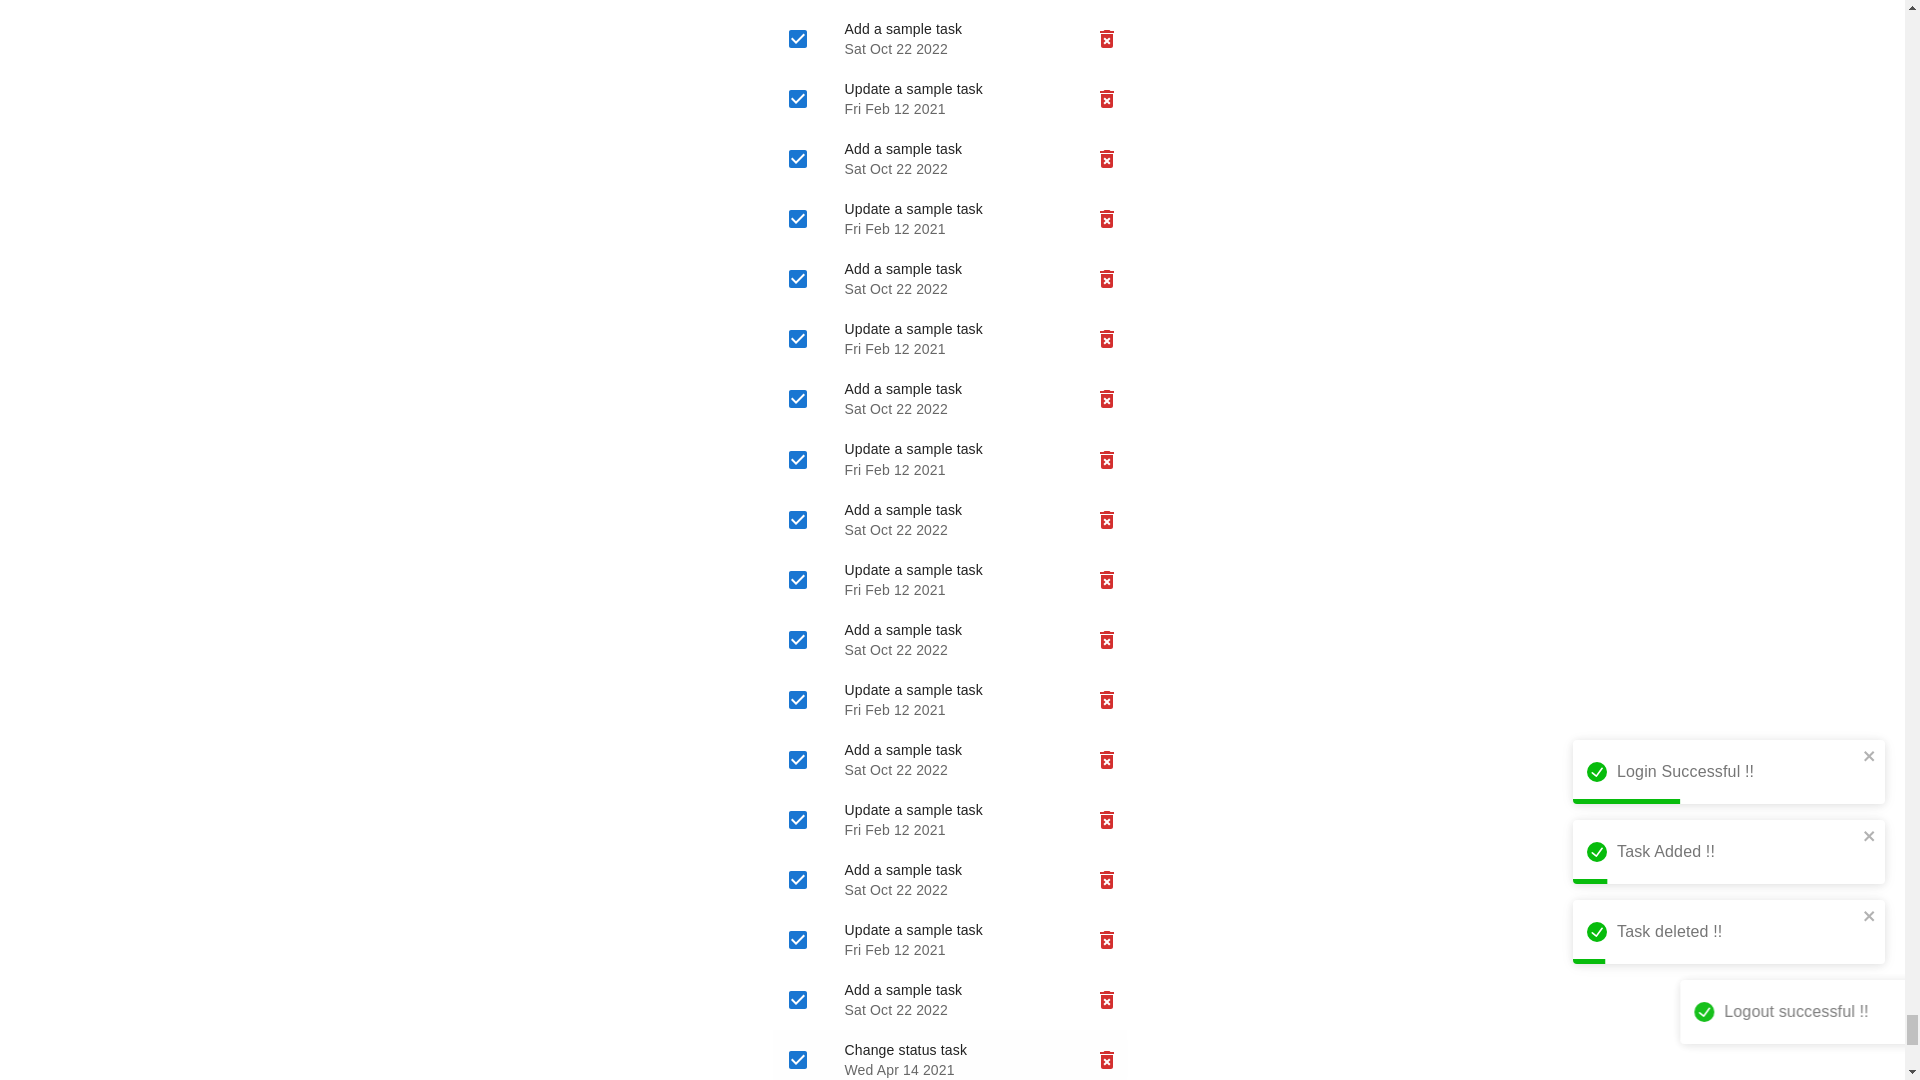 Add a sample task
Sat Oct 22 2022
Update a sample task
Fri Feb 12 2021
Add a sample task
Sat Oct 22 2022
Update a sample task
Fri Feb 12 2021
Add a sample task
Sat Oct 22 2022
Update a sample task
Fri Feb 12 2021
Add a sample task
Sat Oct 22 2022
Update a sample task
Fri Feb 12 2021
Add a sample task
Sat Oct 22 2022
Update a sample task
Fri Feb 12 2021
Add a sample task
Sat Oct 22 2022
Update a sample task
Fri Feb 12 2021
Add a sample task
Sat Oct 22 2022
Update a sample task
Fri Feb 12 2021
Add a sample task
Sat Oct 22 2022
Update a sample task
Fri Feb 12 2021
Add a sample task
Sat Oct 22 2022
Change status task
Wed Apr 14 2021
Login Successful !!
Task Added !!
Task deleted !!
Logout successful !!